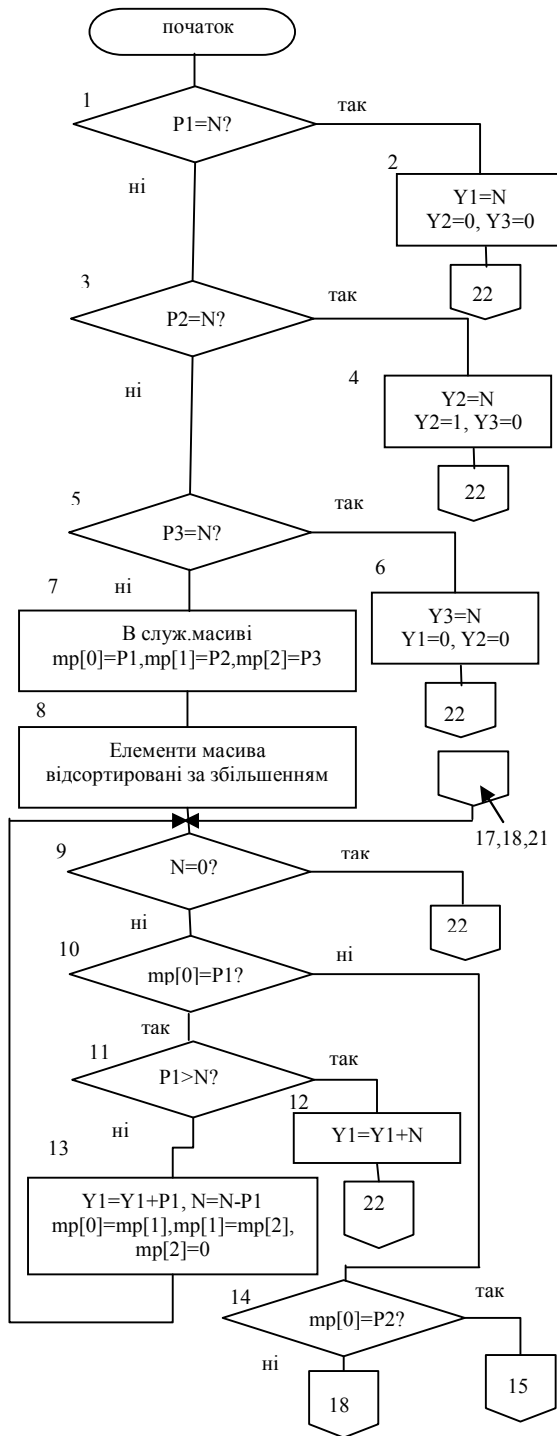 початок
1
P1=N?
так
ні
2
Y1=N
Y2=0, Y3=0
22
3
P2=N?
так
ні
4
Y2=N
Y2=1, Y3=0
22
5
P3=N?
так
ні
6
Y3=N
Y1=0, Y2=0
22
7
В служ.масиві
mp[0]=P1,mp[1]=P2,mp[2]=P3
8
Елементи масива
відсортировані за збільшенням
17,18,21
9
N=0?
так
ні
22
10
mp[0]=P1?
ні
так
11
P1>N?
так
ні
12
Y1=Y1+N
22
13
Y1=Y1+P1, N=N-P1
mp[0]=mp[1],mp[1]=mp[2],
mp[2]=0
14
mp[0]=P2?
так
ні
15
18